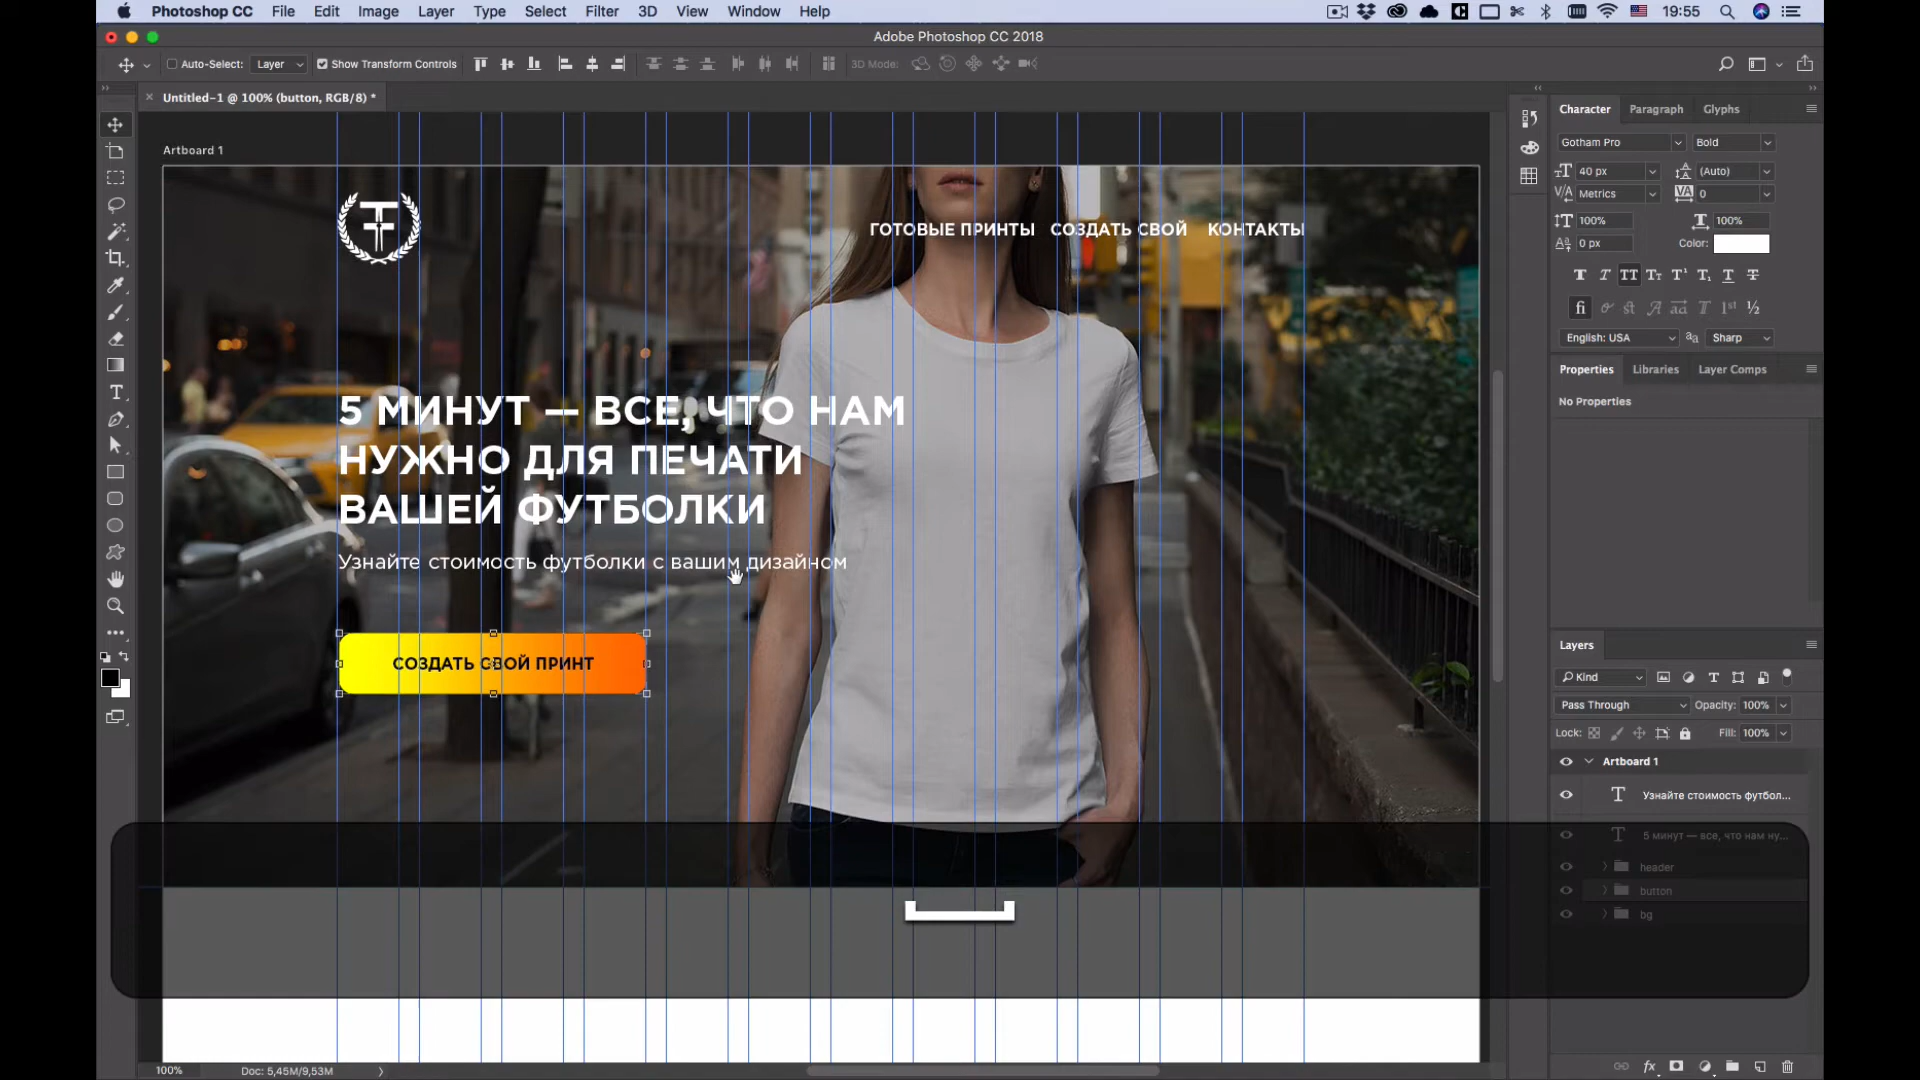 Photoshop CC File Edit Image Layer Type Select Filter 3D View Window Help 19:55
Adobe Photoshop CC 2018
Auto-Select: Layer Show Transform Controls 3D Mode:
Untitled-1 @ 100% (button, RGB/8) *
Artboard 1
ГОТОВЫЕ ПРИНТЫ СОЗДАТЬ СВОЙ КОНТАКТЫ
5 МИНУТ — ВСЕ, ЧТО НАМ
НУЖНО ДЛЯ ПЕЧАТИ
ВАШЕЙ ФУТБОЛКИ
Узнайте стоимость футболки с вашим дизайном
СОЗДАТЬ СВОЙ ПРИНТ
100% Doc: 5,45M/9,53M
Character Paragraph Glyphs
Gotham Pro Bold
40 px (Auto)
Metrics 0
100% 100%
0 px Color:
English: USA Sharp
Properties Libraries Layer Comps
No Properties
Layers
Kind
Pass Through Opacity: 100%
Lock: Fill: 100%
Artboard 1
Узнайте стоимость футбол...
5 минут — все, что нам ну...
header
button
bg